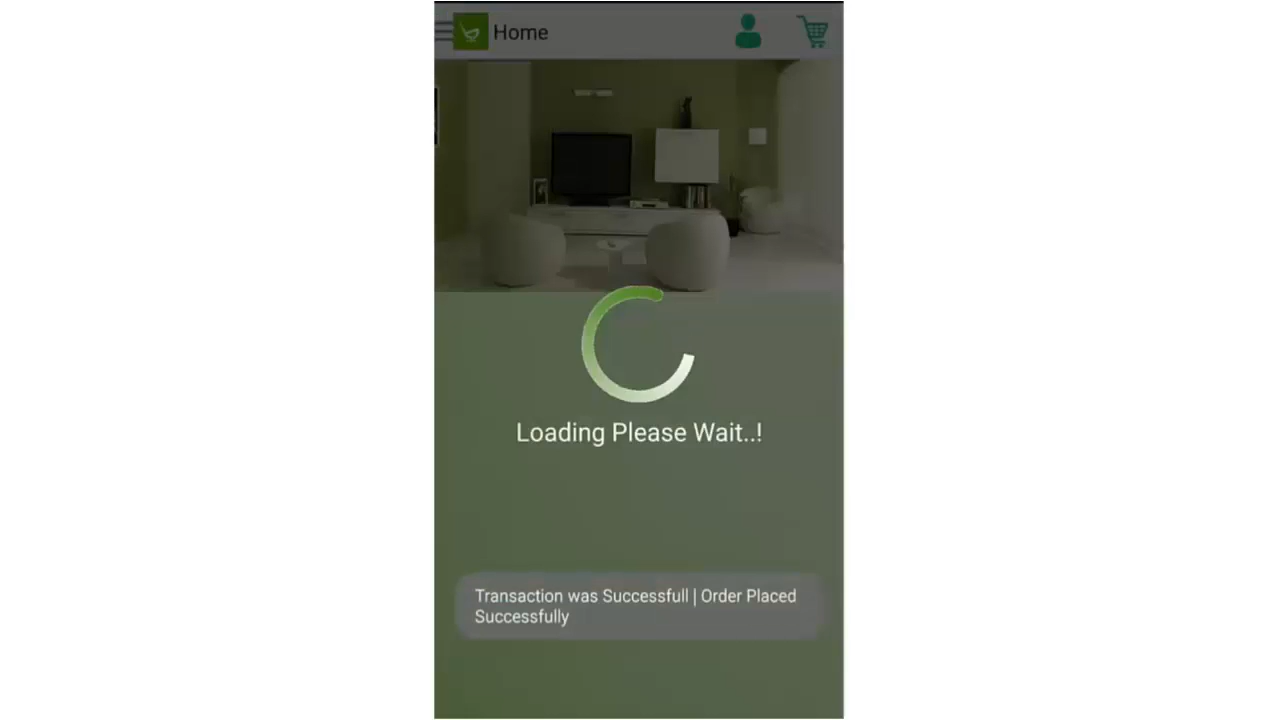 Home
Loading Please Wait..!
Transaction was Successfull | Order Placed
Successfully